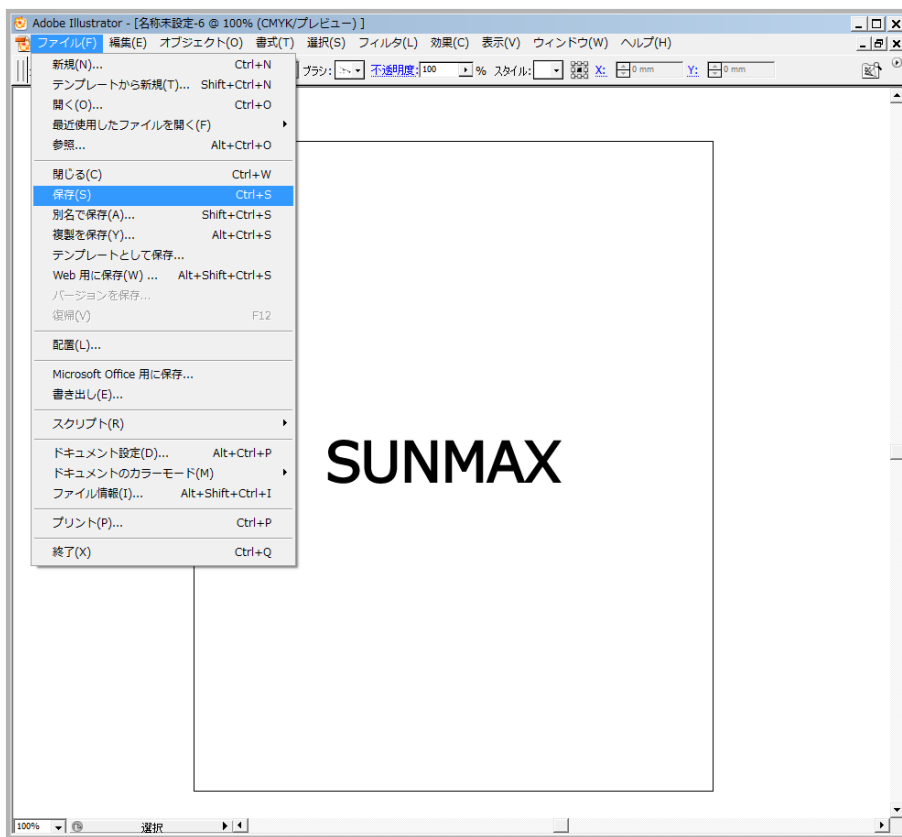 Adobe Illustrator - [名称未設定-6 @ 100% (CMYK/プレビュー) ]
ファイル(F) 編集(E) オブジェクト(O) 書式(T) 選択(S) フィルタ(L) 効果(C) 表示(V) ウィンドウ(W) ヘルプ(H)
ブラシ: 不透明度: 100 % スタイル: X: 0 mm Y: 0 mm
新規(N)... Ctrl+N
テンプレートから新規(T)... Shift+Ctrl+N
開く(O)... Ctrl+O
最近使用したファイルを開く(F)
参照... Alt+Ctrl+O
閉じる(C) Ctrl+W
保存(S) Ctrl+S
別名で保存(A)... Shift+Ctrl+S
複製を保存(Y)... Alt+Ctrl+S
テンプレートとして保存...
Web 用に保存(W) ... Alt+Shift+Ctrl+S
バージョンを保存...
復帰(V) F12
配置(L)...
Microsoft Office 用に保存...
書き出し(E)...
スクリプト(R)
ドキュメント設定(D)... Alt+Ctrl+P
ドキュメントのカラーモード(M)
ファイル情報(I)... Alt+Shift+Ctrl+I
プリント(P)... Ctrl+P
終了(X) Ctrl+Q
SUNMAX
100% 選択